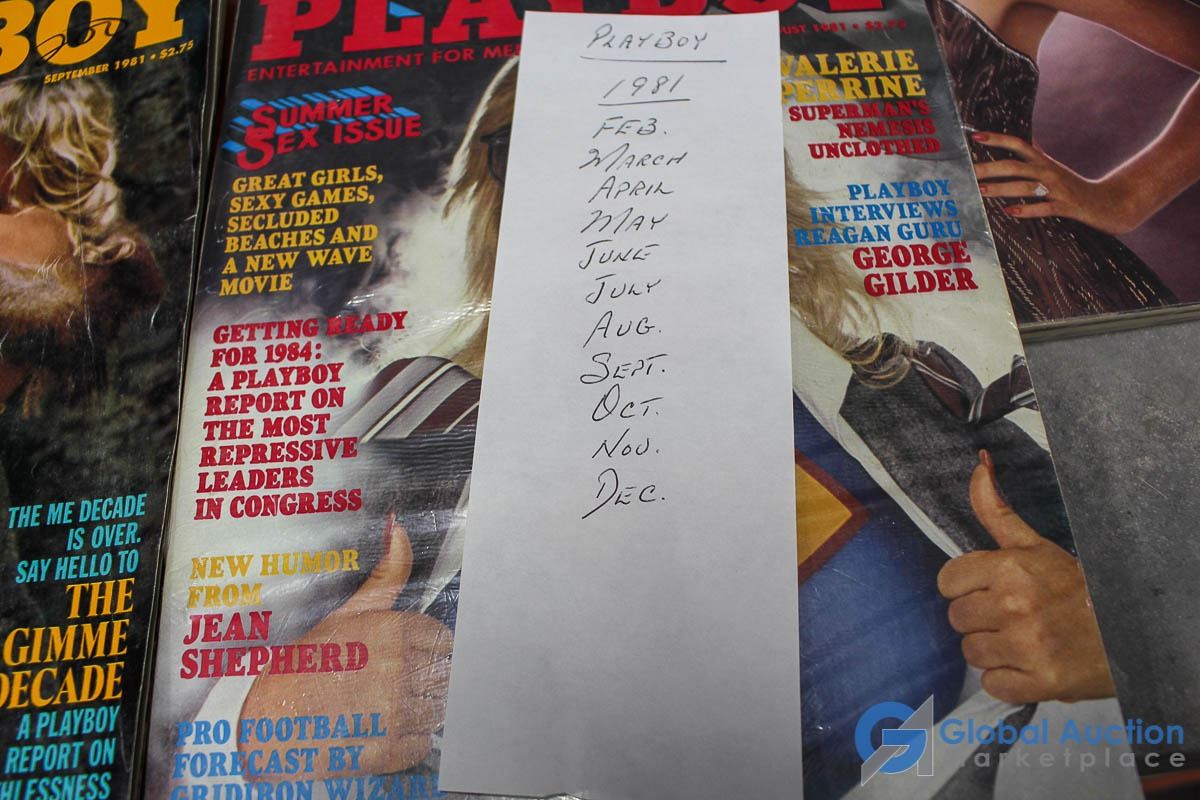 BOY
SEPTEMBER 1981 • $2.75
THE ME DECADE
IS OVER.
SAY HELLO TO
THE
GIMME
DECADE
A PLAYBOY
REPORT ON
PLAYBOY
ENTERTAINMENT FOR
AUGUST 1981 •
SUMMER
SEX ISSUE
GREAT GIRLS,
SEXY GAMES,
SECLUDED
BEACHES AND
A NEW WAVE
MOVIE
GETTING READY
FOR 1984:
A PLAYBOY
REPORT ON
THE MOST
REPRESSIVE
LEADERS
IN CONGRESS
NEW HUMOR
FROM
JEAN
SHEPHERD
PRO FOOTBALL
FORECAST BY
GRIDIRON WIZARD
PLAYBOY
1981
FEB.
MARCH
APRIL
MAY
JUNE
JULY
AUG.
SEPT.
OCT.
NOV.
DEC.
VALERIE
PERRINE
SUPERMAN'S
NEMESIS
UNCLOTHED
PLAYBOY
INTERVIEWS
REAGAN GURU
GEORGE
GILDER
Global Auction
Marketplace